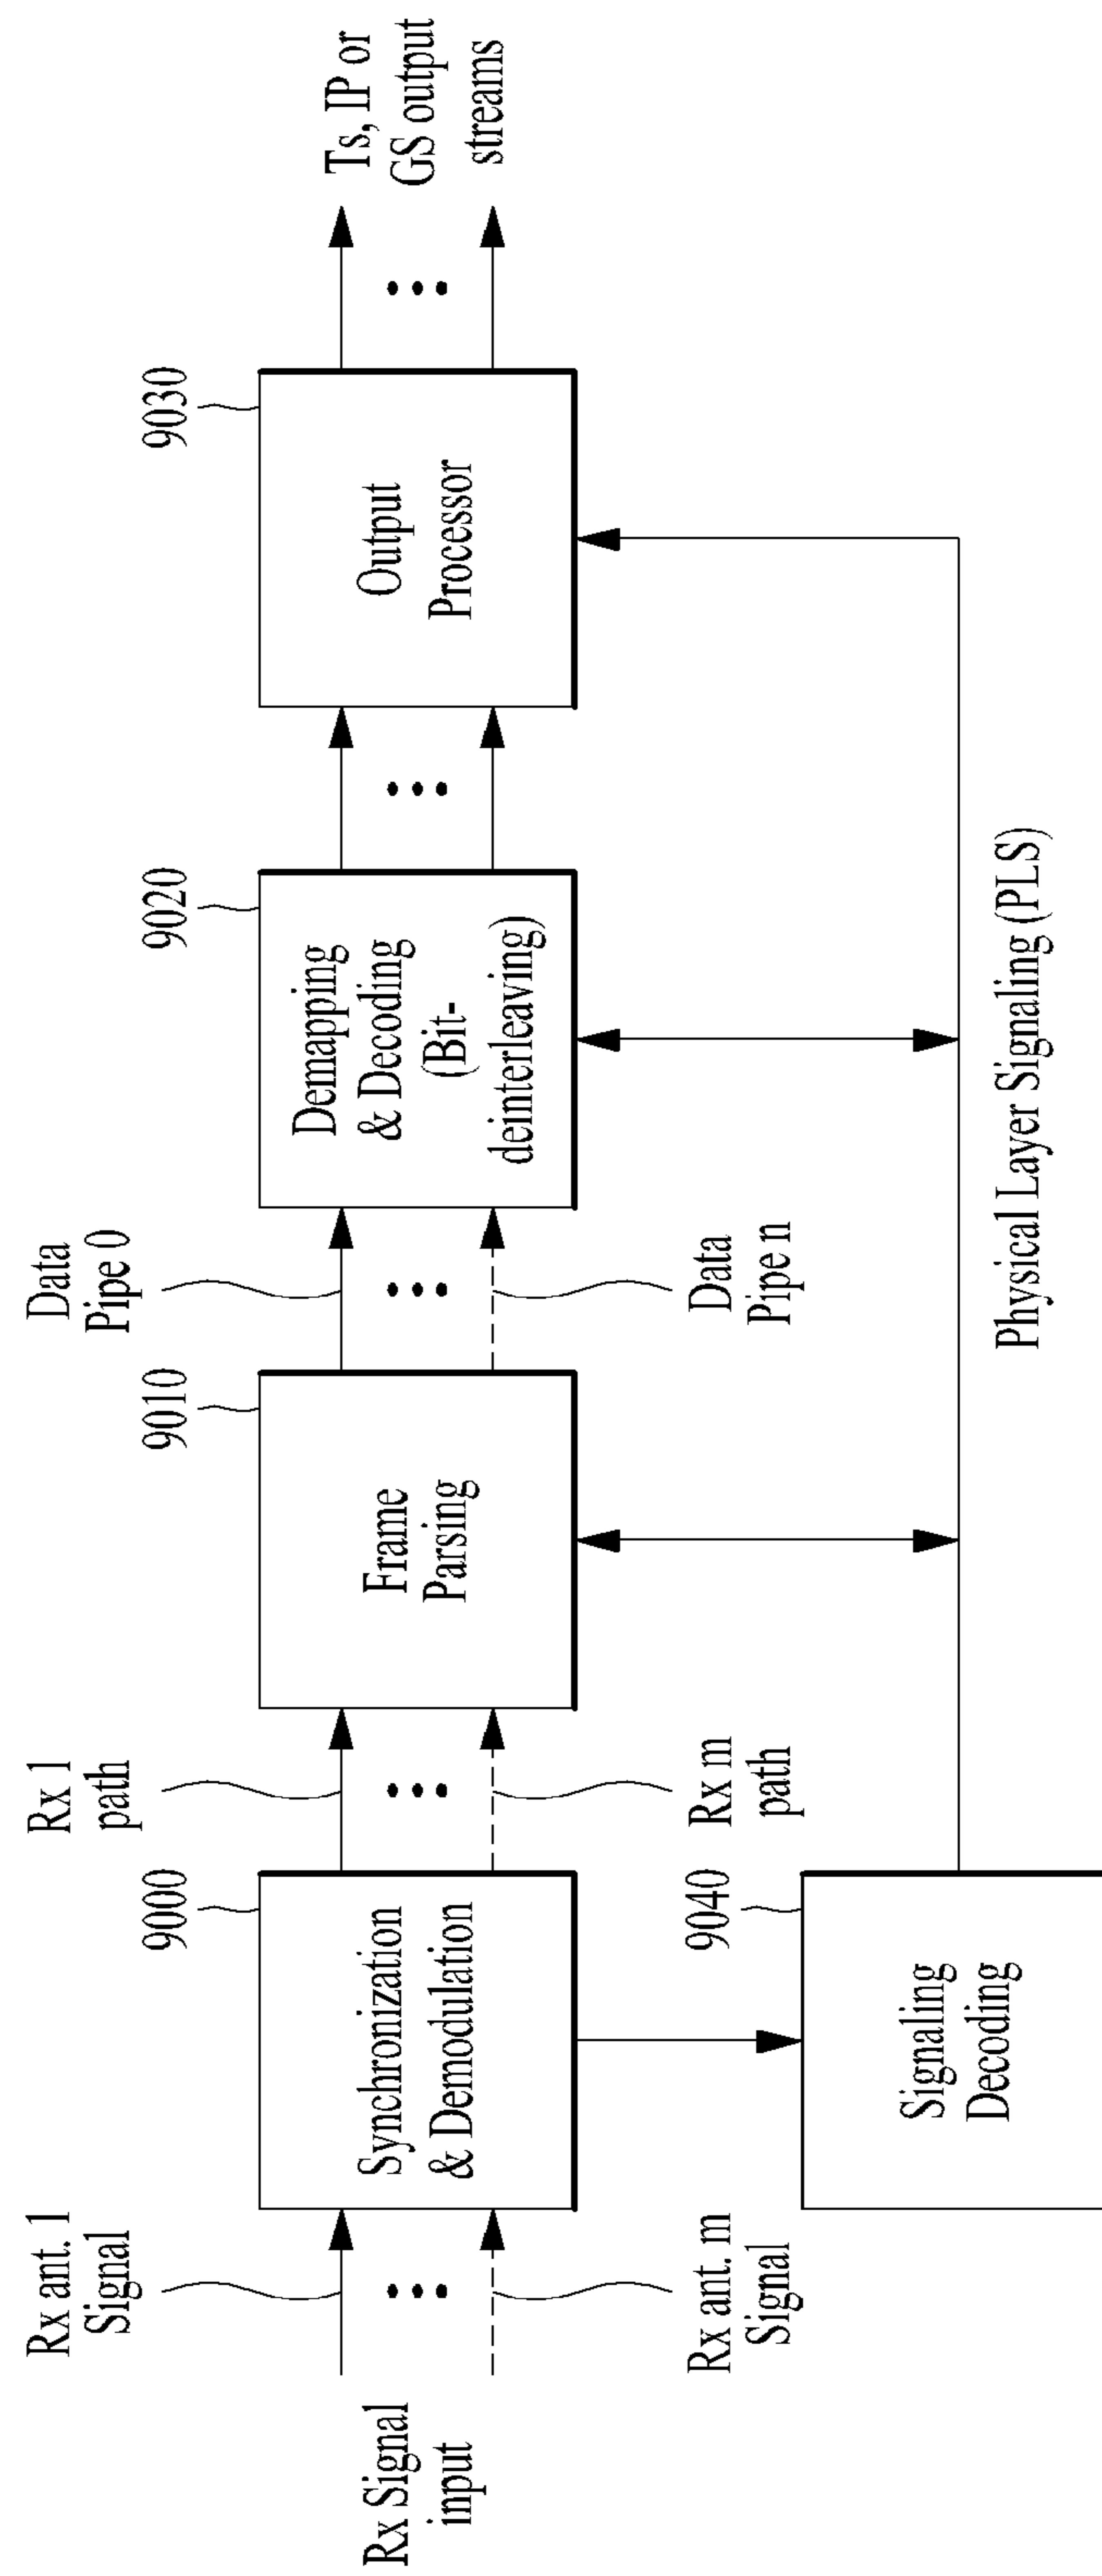 Rx Signal
input
Rx ant. 1
Signal
Rx ant. m
Signal
9000
Synchronization
& Demodulation
Rx 1
path
Rx m
path
9010
Frame
Parsing
Data
Pipe 0
Data
Pipe n
9020
Demapping
& Decoding
(Bit-
deinterleaving)
9030
Output
Processor
Ts, IP or
GS output
streams
9040
Signaling
Decoding
Physical Layer Signaling (PLS)